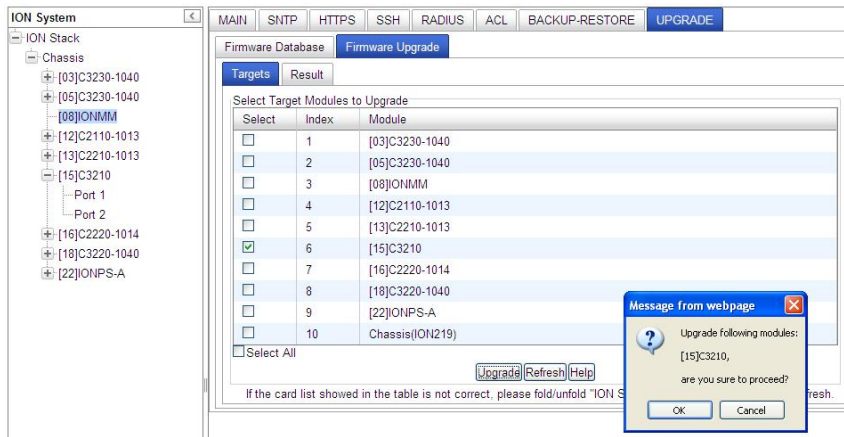 ION System
<
ION Stack
Chassis
[03]C3230-1040
[05]C3230-1040
[08]IONMM
[12]C2110-1013
[13]C2210-1013
[15]C3210
Port 1
Port 2
[16]C2220-1014
[18]C3220-1040
[22]IONPS-A
MAIN SNTP HTTPS SSH RADIUS ACL BACKUP-RESTORE UPGRADE
Firmware Database Firmware Upgrade
Targets Result
Select Target Modules to Upgrade
Select Index Module
1 [03]C3230-1040
2 [05]C3230-1040
3 [08]IONMM
4 [12]C2110-1013
5 [13]C2210-1013
6 [15]C3210
7 [16]C2220-1014
8 [18]C3220-1040
9 [22]IONPS-A
10 Chassis(ION219)
Select All
Upgrade Refresh Help
If the card list showed in the table is not correct, please fold/unfold "ION S
fresh.
Message from webpage
Upgrade following modules:
[15]C3210,
are you sure to proceed?
OK Cancel